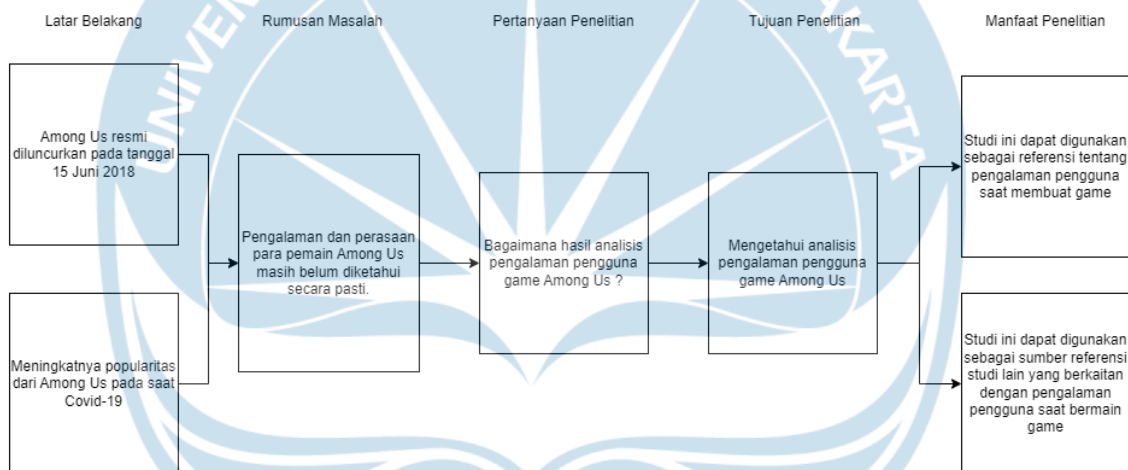 Latar Belakang
Rumusan Masalah
Pertanyaan Penelitian
Tujuan Penelitian
Manfaat Penelitian
Among Us resmi
diluncurkan pada tanggal
15 Juni 2018
Meningkatnya popularitas
dari Among Us pada saat
Covid-19
Pengalaman dan perasaan
para pemain Among Us
masih belum diketahui
secara pasti.
Bagaimana hasil analisis
pengalaman pengguna
game Among Us ?
Mengetahui analisis
pengalaman pengguna
game Among Us
Studi ini dapat digunakan
sebagai referensi tentang
pengalaman pengguna
saat membuat game
Studi ini dapat digunakan
sebagai sumber referensi
studi lain yang berkaitan
dengan pengalaman
pengguna saat bermain
game